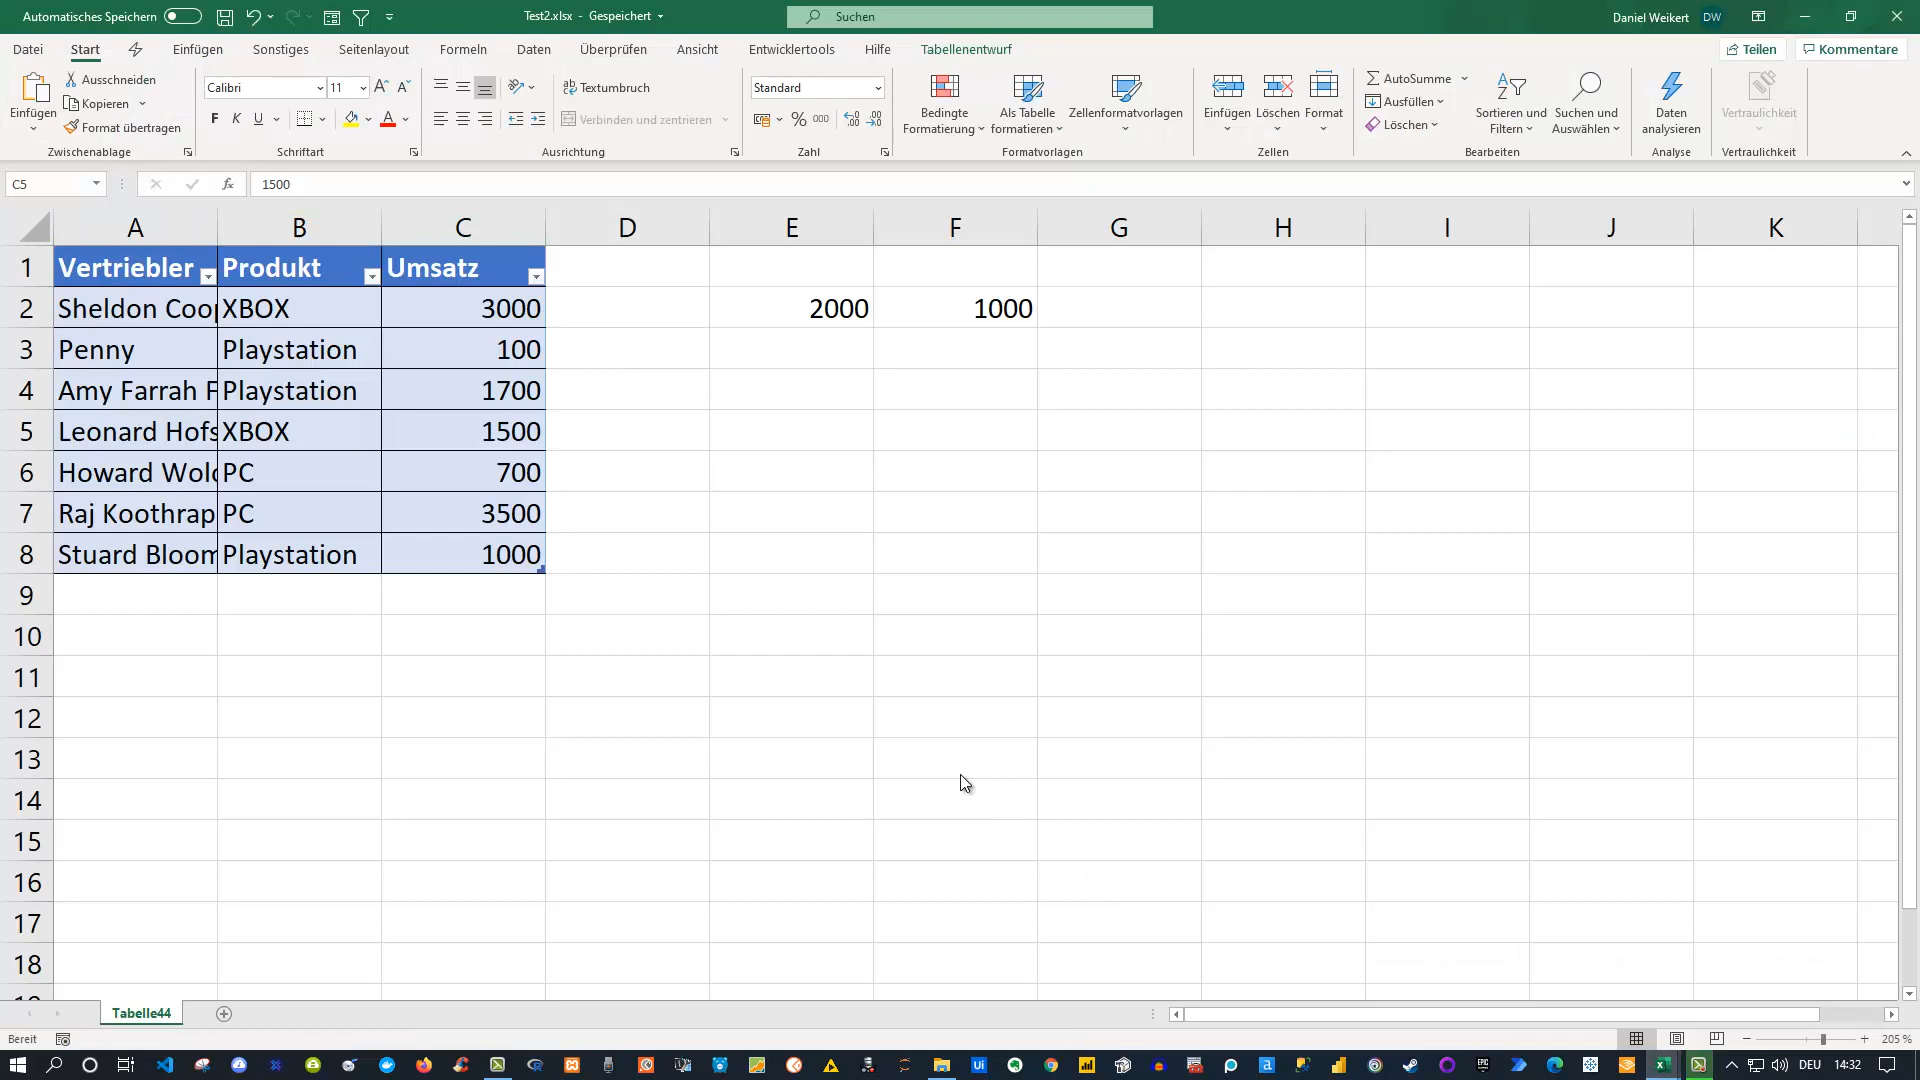 Automatisches Speichern
Test2.xlsx - Gespeichert
Suchen
Daniel Weikert
DW
Datei Start Einfügen Sonstiges Seitenlayout Formeln Daten Überprüfen Ansicht Entwicklertools Hilfe Tabellenentwurf
Teilen
Kommentare
Einfügen
Ausschneiden
Kopieren
Format übertragen
Zwischenablage
Calibri 11
F K U
Schriftart
Textumbruch
Verbinden und zentrieren
Ausrichtung
Standard
% 000
Zahl
Bedingte
Formatierung
Als Tabelle
formatieren
Zellenformatvorlagen
Formatvorlagen
Einfügen Löschen Format
Zellen
AutoSumme
Ausfüllen
Löschen
Sortieren und
Filtern
Suchen und
Auswählen
Bearbeiten
Daten
analysieren
Analyse
Vertraulichkeit
Vertraulichkeit
C5
fx
1500
A B C D E F G H I J K
1 Vertriebler Produkt Umsatz
2 Sheldon Coop XBOX 3000 2000 1000
3 Penny Playstation 100
4 Amy Farrah F Playstation 1700
5 Leonard Hofs XBOX 1500
6 Howard Wolo PC 700
7 Raj Koothrap PC 3500
8 Stuard Bloom Playstation 1000
9
10
11
12
13
14
15
16
17
18
Tabelle44
Bereit
205 %
DEU 14:32